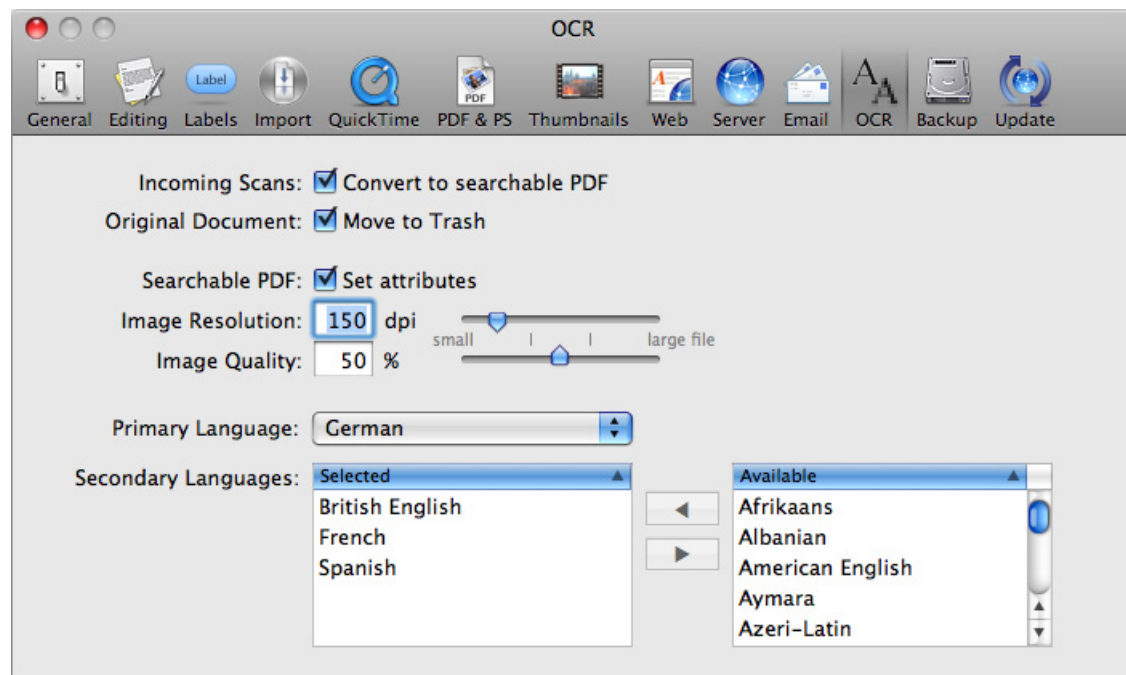 OCR
Label
PDF
General Editing Labels Import QuickTime PDF & PS Thumbnails Web Server Email OCR Backup Update
Incoming Scans: Convert to searchable PDF
Original Document: Move to Trash
Searchable PDF: Set attributes
Image Resolution: 150 dpi
small large file
Image Quality: 50 %
Primary Language: German
Secondary Languages:
Selected
British English
French
Spanish
Available
Afrikaans
Albanian
American English
Aymara
Azeri-Latin